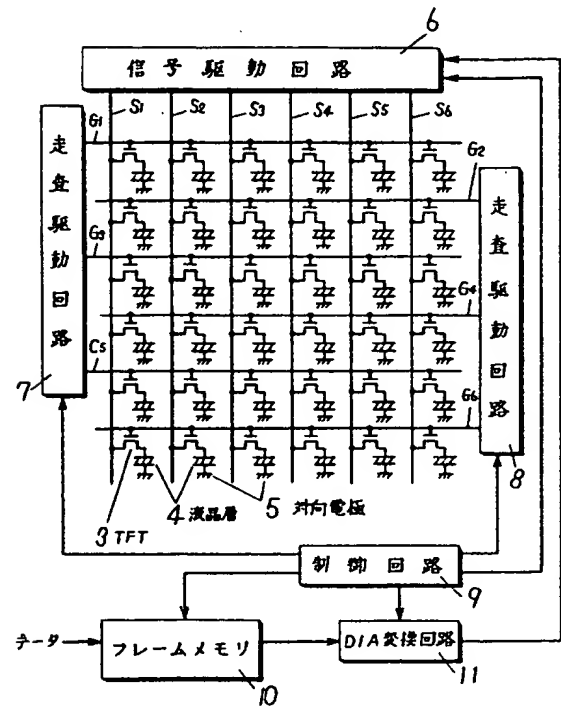 6
信号駆動回路
S1 S2 S3 S4 S5 S6
G1
G2
走査駆動回路
走査駆動回路
G3
G4
C5
G6
7
8
3 TFT
4 液晶層
5 対向電極
制御回路
9
データ
フレームメモリ
10
DIA変換回路
11